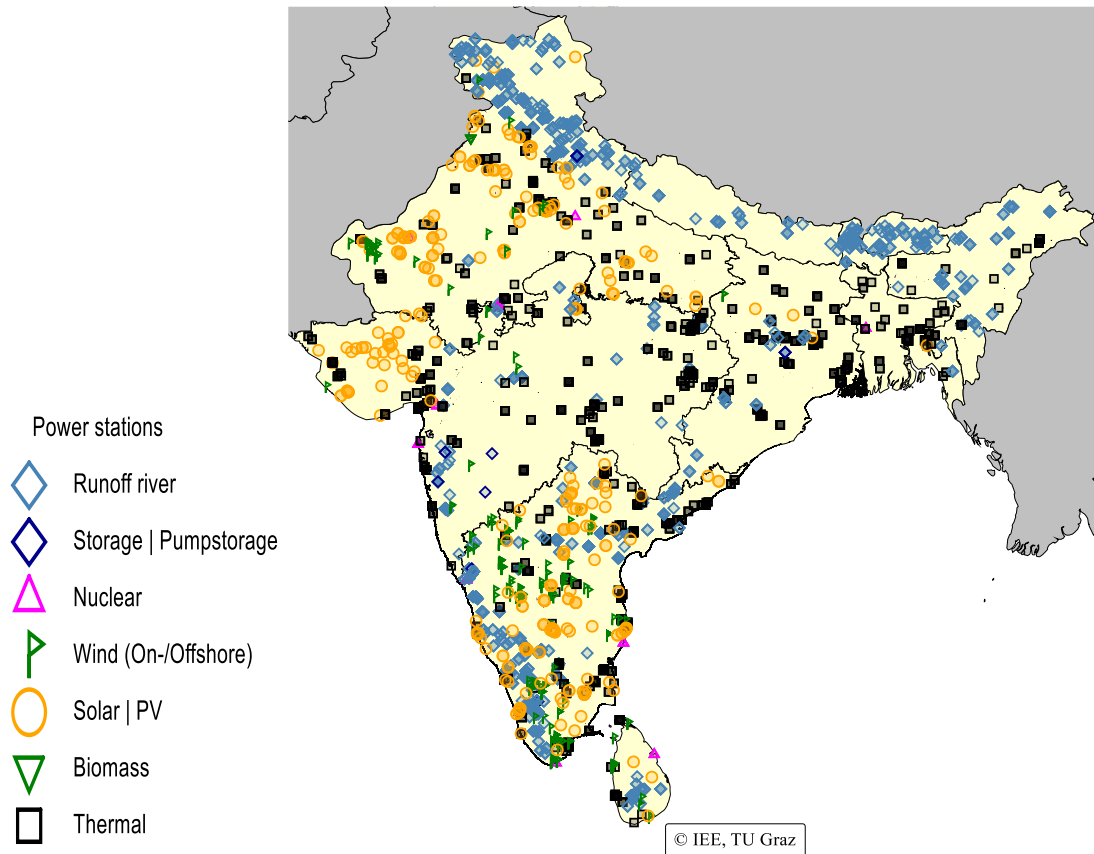 Power stations
Runoff river
Storage | Pumpstorage
Nuclear
Wind (On-/Offshore)
Solar | PV
Biomass
Thermal
© IEE, TU Graz